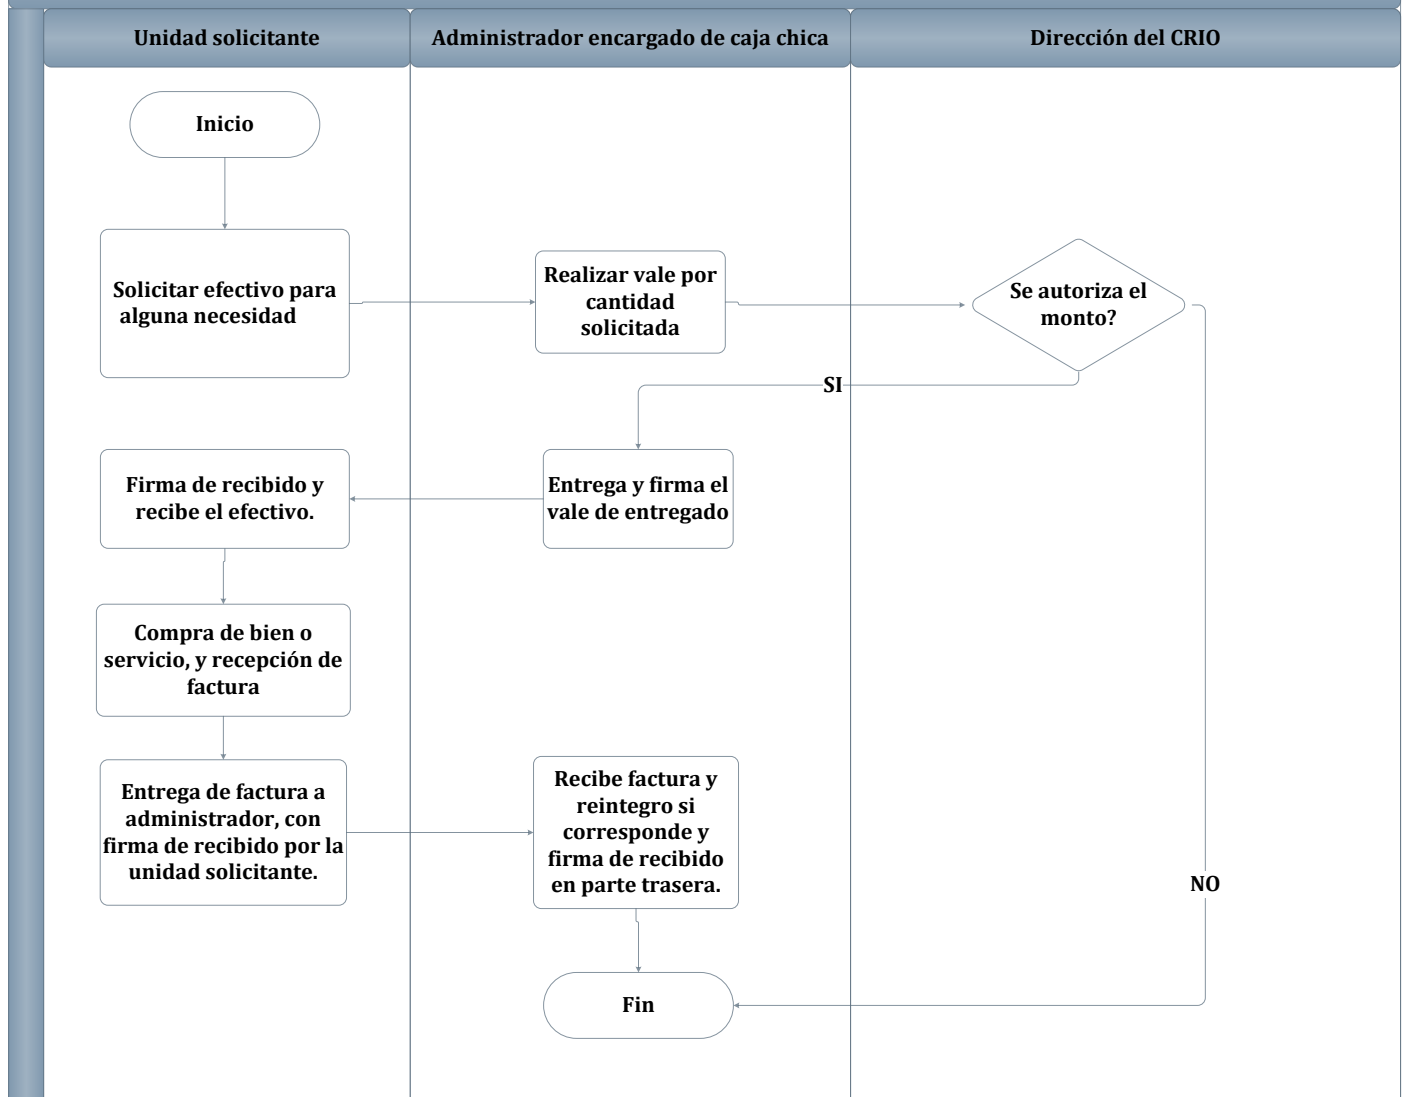 Unidad solicitante
Administrador encargado de caja chica
Dirección del CRIO
Inicio
Solicitar efectivo para
alguna necesidad
Realizar vale por
cantidad
solicitada
Se autoriza el
monto?
SI
Firma de recibido y
recibe el efectivo.
Entrega y firma el
vale de entregado
Compra de bien o
servicio, y recepción de
factura
Entrega de factura a
administrador, con
firma de recibido por la
unidad solicitante.
Recibe factura y
reintegro si
corresponde y
firma de recibido
en parte trasera.
NO
Fin